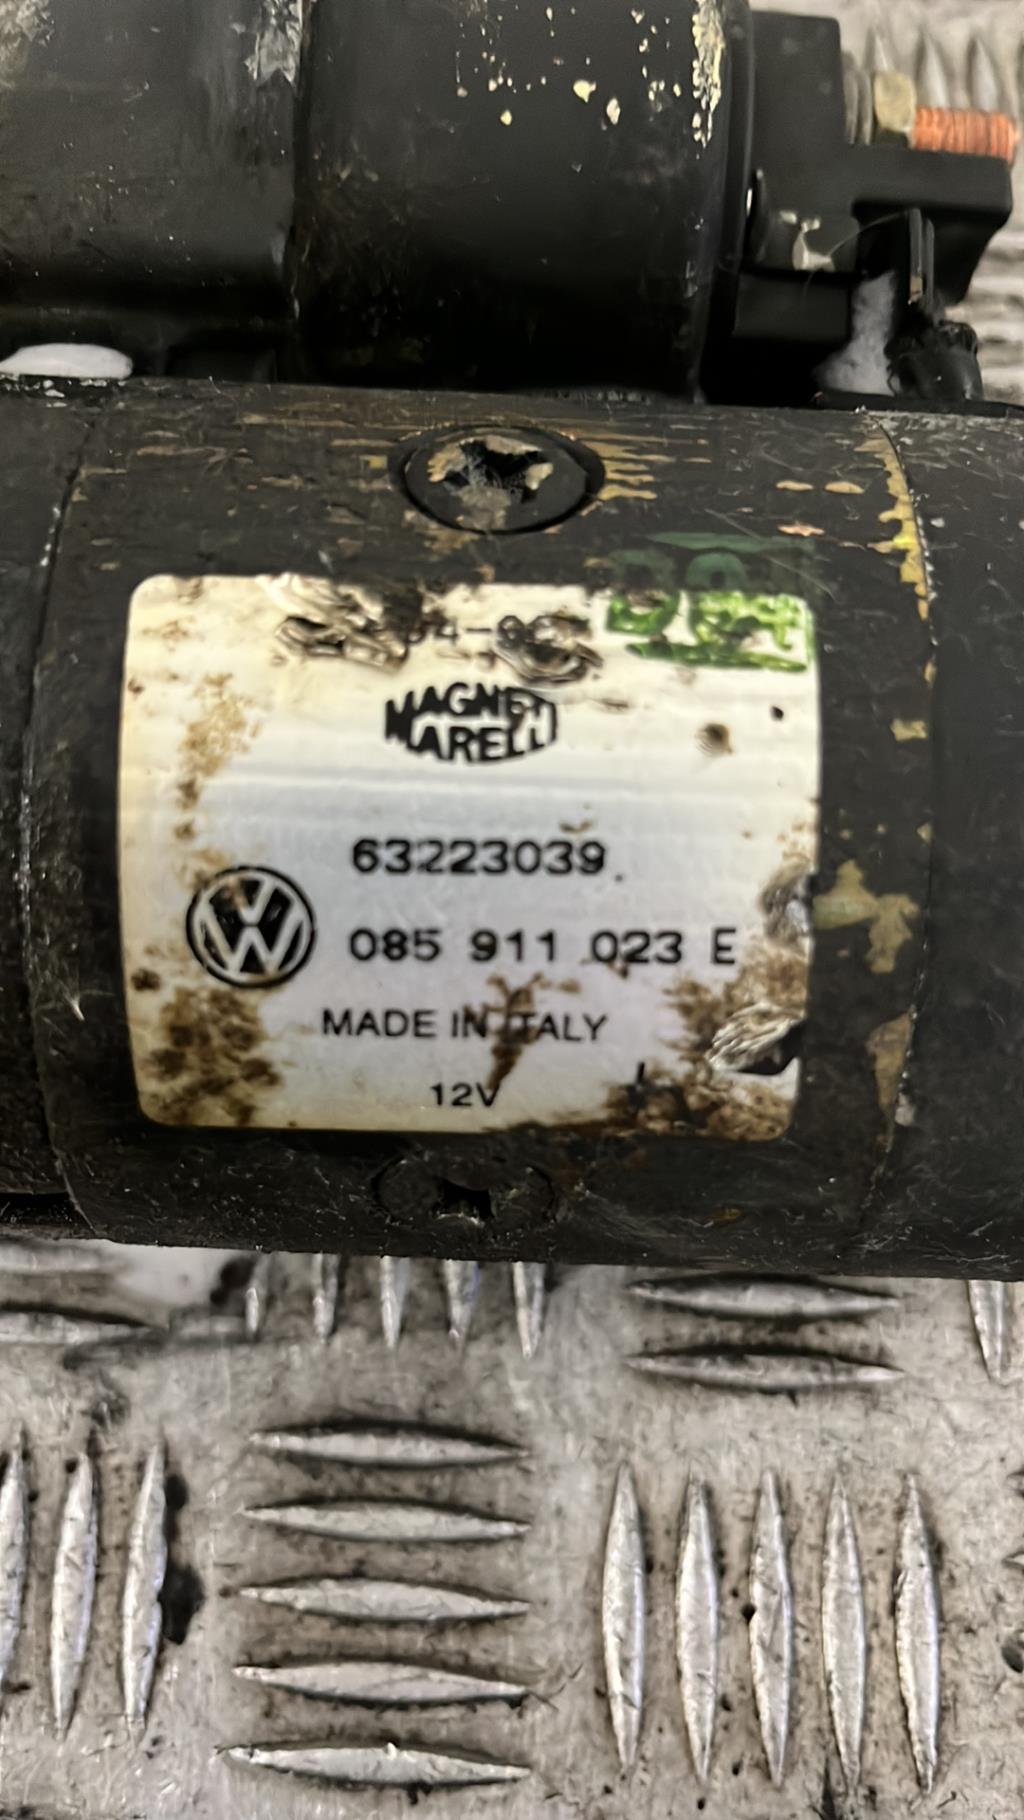 MAGNETI
MARELLI
63223039
085 911 023 E
MADE IN ITALY
12V